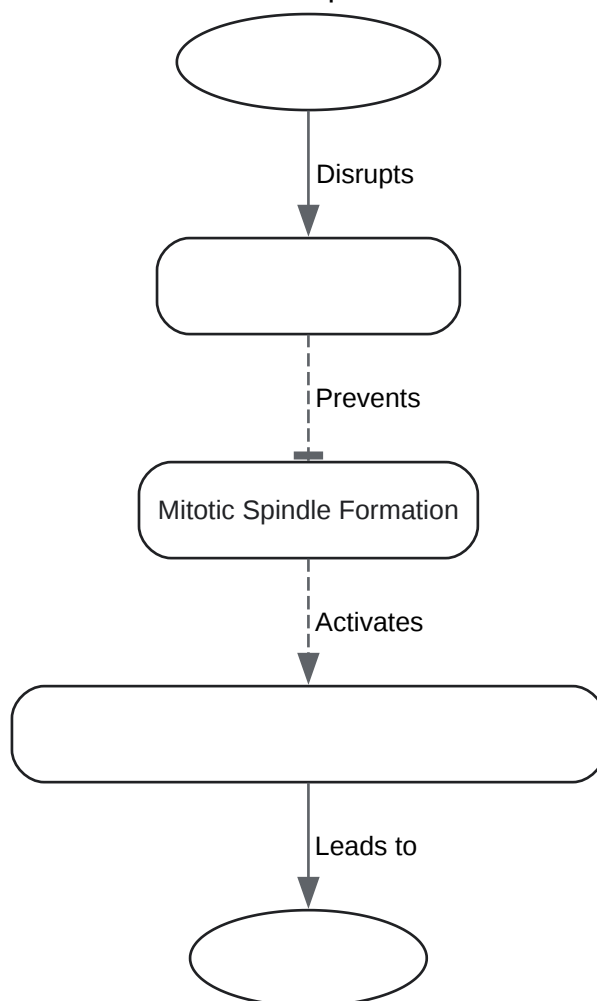 Disrupts
Prevents
Mitotic Spindle Formation
Activates
Leads to